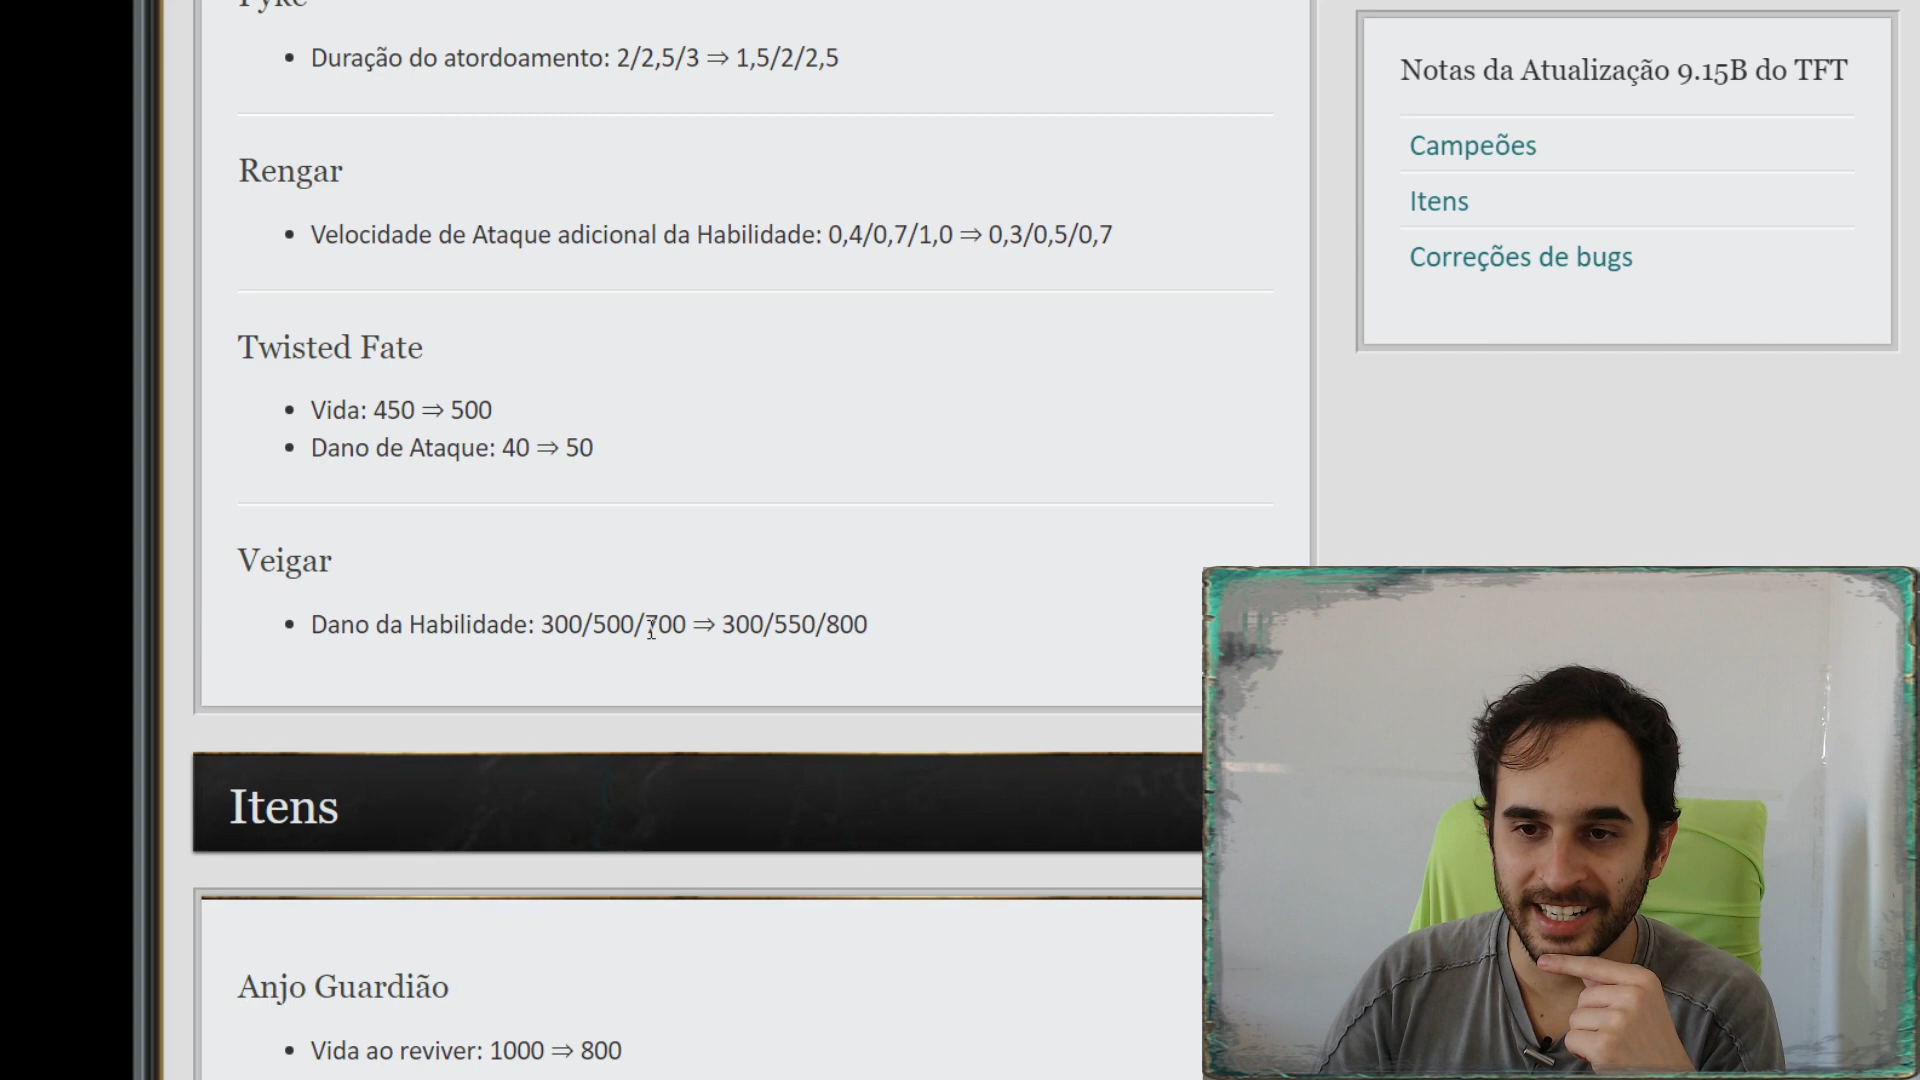 Pyke
Duração do atordoamento: 2/2,5/3 ⇒ 1,5/2/2,5
Rengar
Velocidade de Ataque adicional da Habilidade: 0,4/0,7/1,0 ⇒ 0,3/0,5/0,7
Twisted Fate
Vida: 450 ⇒ 500
Dano de Ataque: 40 ⇒ 50
Veigar
Dano da Habilidade: 300/500/700 ⇒ 300/550/800
Itens
Anjo Guardião
Vida ao reviver: 1000 ⇒ 800
Notas da Atualização 9.15B do TFT
Campeões
Itens
Correções de bugs